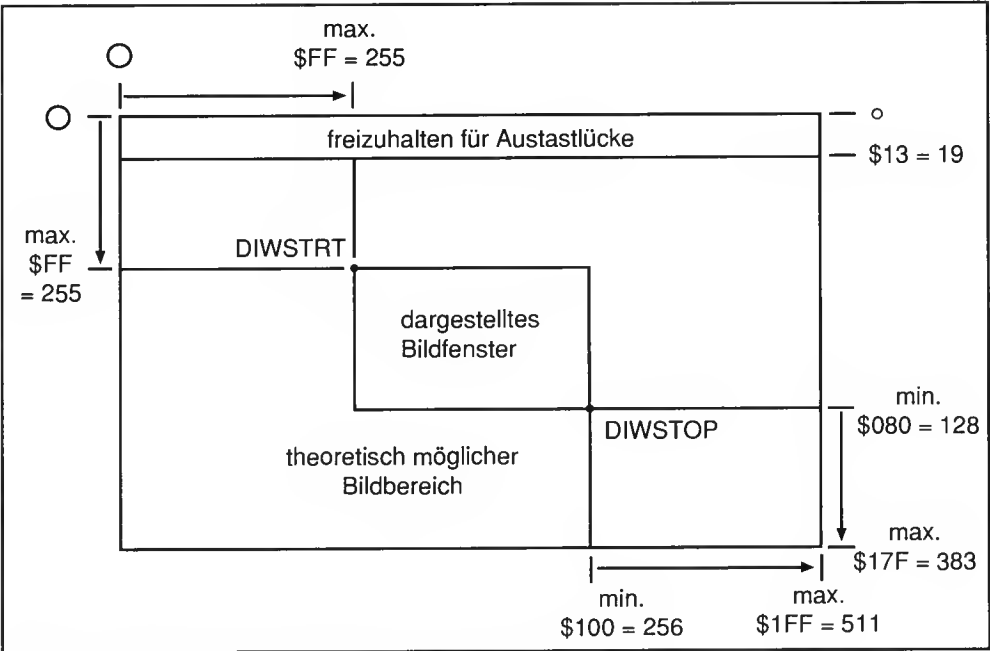 max.
$FF = 255
O
O
o
freizuhalten für Austastlücke
$13 = 19
max.
$FF
= 255
DIWSTRT
dargestelltes
Bildfenster
min.
$080 = 128
DIWSTOP
theoretisch möglicher
Bildbereich
max.
$17F = 383
min.
$100 = 256
max.
$1FF = 511